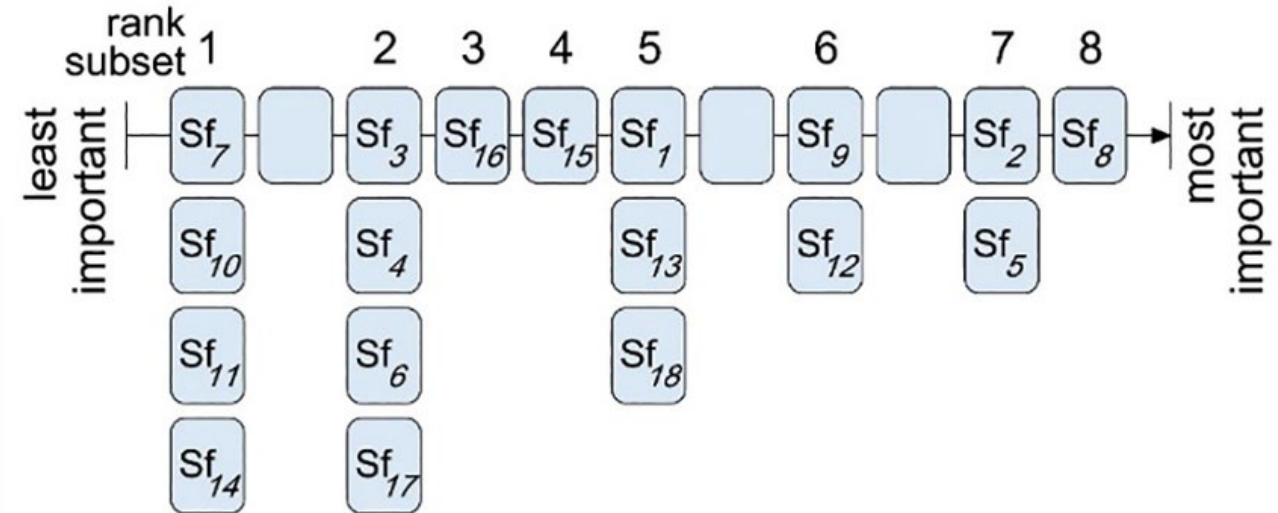 rank
subset 1 2 3 4 5 6 7 8
least
important
Sf7 Sf3 Sf16 Sf15 Sf1 Sf9 Sf2 Sf8
most
important
Sf10 Sf4 Sf13 Sf12 Sf5
Sf11 Sf6 Sf18
Sf14 Sf17